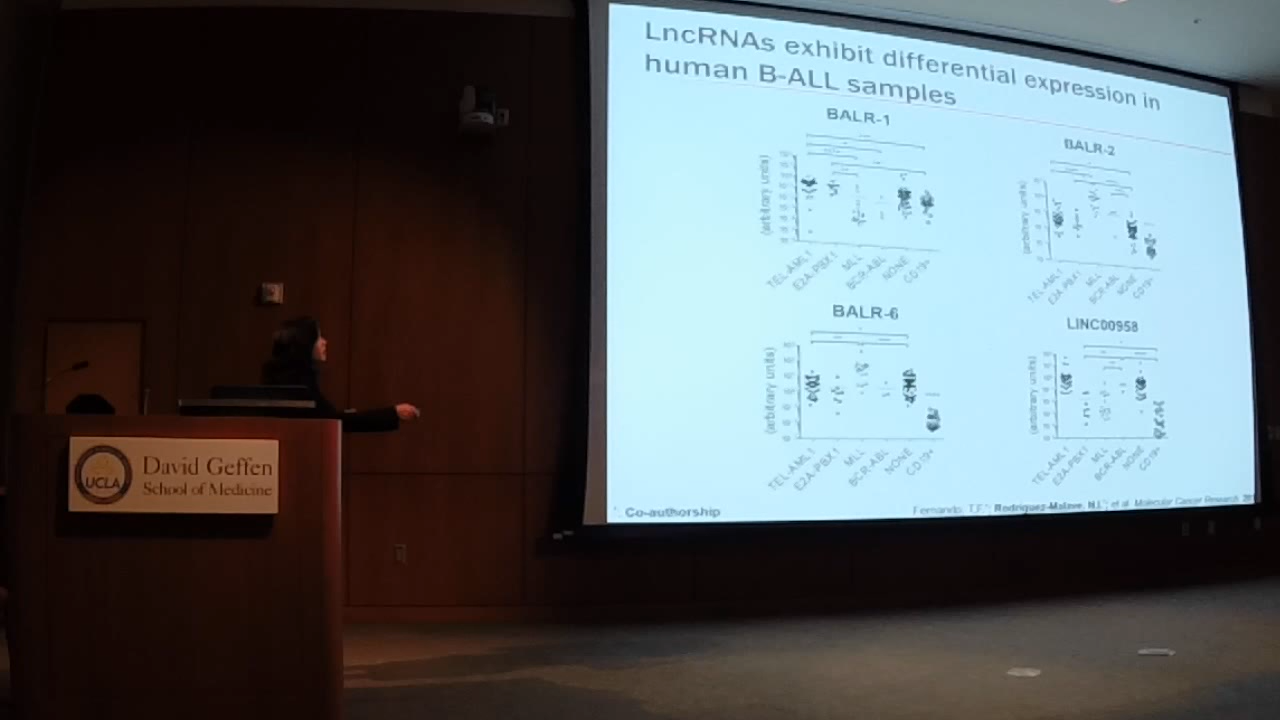 LncRNAs exhibit differential expression in
human B-ALL samples
BALR-1
(arbitrary units)
TEL-AML1
E2A-PBX1
MLL
BCR-ABL
NONE
CD19+
BALR-2
(arbitrary units)
TEL-AML1
E2A-PBX1
MLL
BCR-ABL
NONE
CD19+
BALR-6
(arbitrary units)
TEL-AML1
E2A-PBX1
MLL
BCR-ABL
NONE
CD19+
LINC00958
(arbitrary units)
TEL-AML1
E2A-PBX1
MLL
BCR-ABL
NONE
CD19+
Co-authorship
Fernando, T.F. Rodriguez-Malave, N.I. et al. Molecular Cancer Research
UCLA
David Geffen
School of Medicine